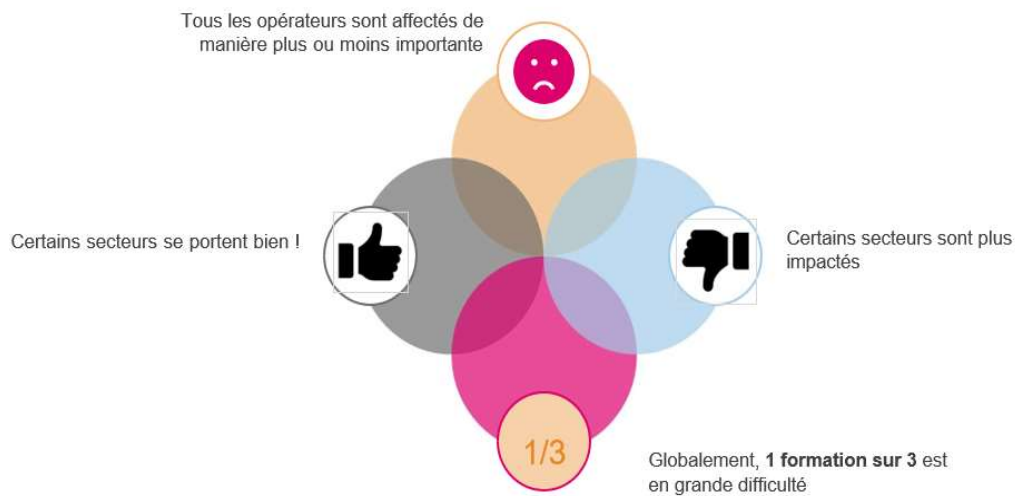 Tous les opérateurs sont affectés de
manière plus ou moins importante
Certains secteurs se portent bien !
Certains secteurs sont plus
impactés
1/3
Globalement, 1 formation sur 3 est
en grande difficulté